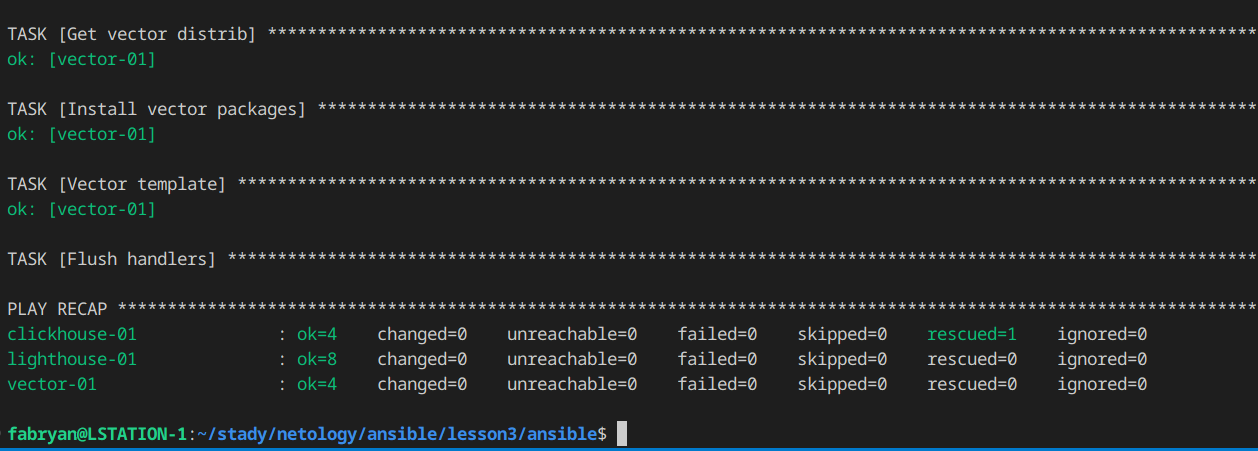 TASK [Get vector distrib] ***************************************************************************************************
ok: [vector-01]
TASK [Install vector packages] **********************************************************************************************
ok: [vector-01]
TASK [Vector template] ******************************************************************************************************
ok: [vector-01]
TASK [Flush handlers] *******************************************************************************************************
PLAY RECAP ******************************************************************************************************************
clickhouse-01              : ok=4    changed=0    unreachable=0    failed=0    skipped=0    rescued=1    ignored=0
lighthouse-01              : ok=8    changed=0    unreachable=0    failed=0    skipped=0    rescued=0    ignored=0
vector-01                  : ok=4    changed=0    unreachable=0    failed=0    skipped=0    rescued=0    ignored=0
fabryan@LSTATION-1:~/stady/netology/ansible/lesson3/ansible$